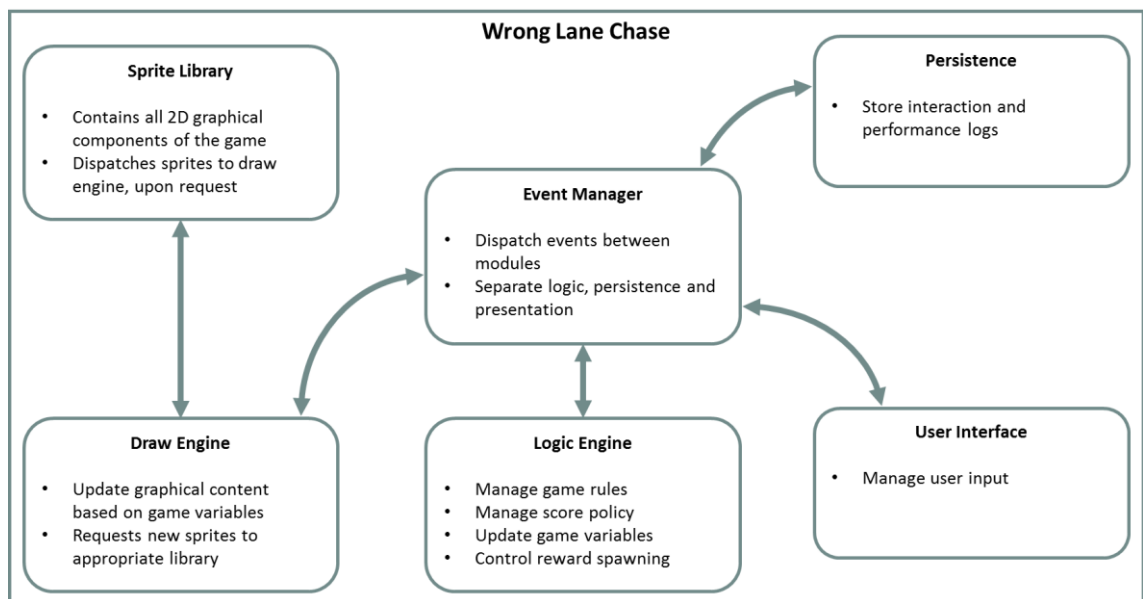 Wrong Lane Chase
Sprite Library
• Contains all 2D graphical
components of the game
• Dispatches sprites to draw
engine, upon request
Persistence
• Store interaction and
performance logs
Event Manager
• Dispatch events between
modules
• Separate logic, persistence and
presentation
Draw Engine
• Update graphical content
based on game variables
• Requests new sprites to
appropriate library
Logic Engine
• Manage game rules
• Manage score policy
• Update game variables
• Control reward spawning
User Interface
• Manage user input